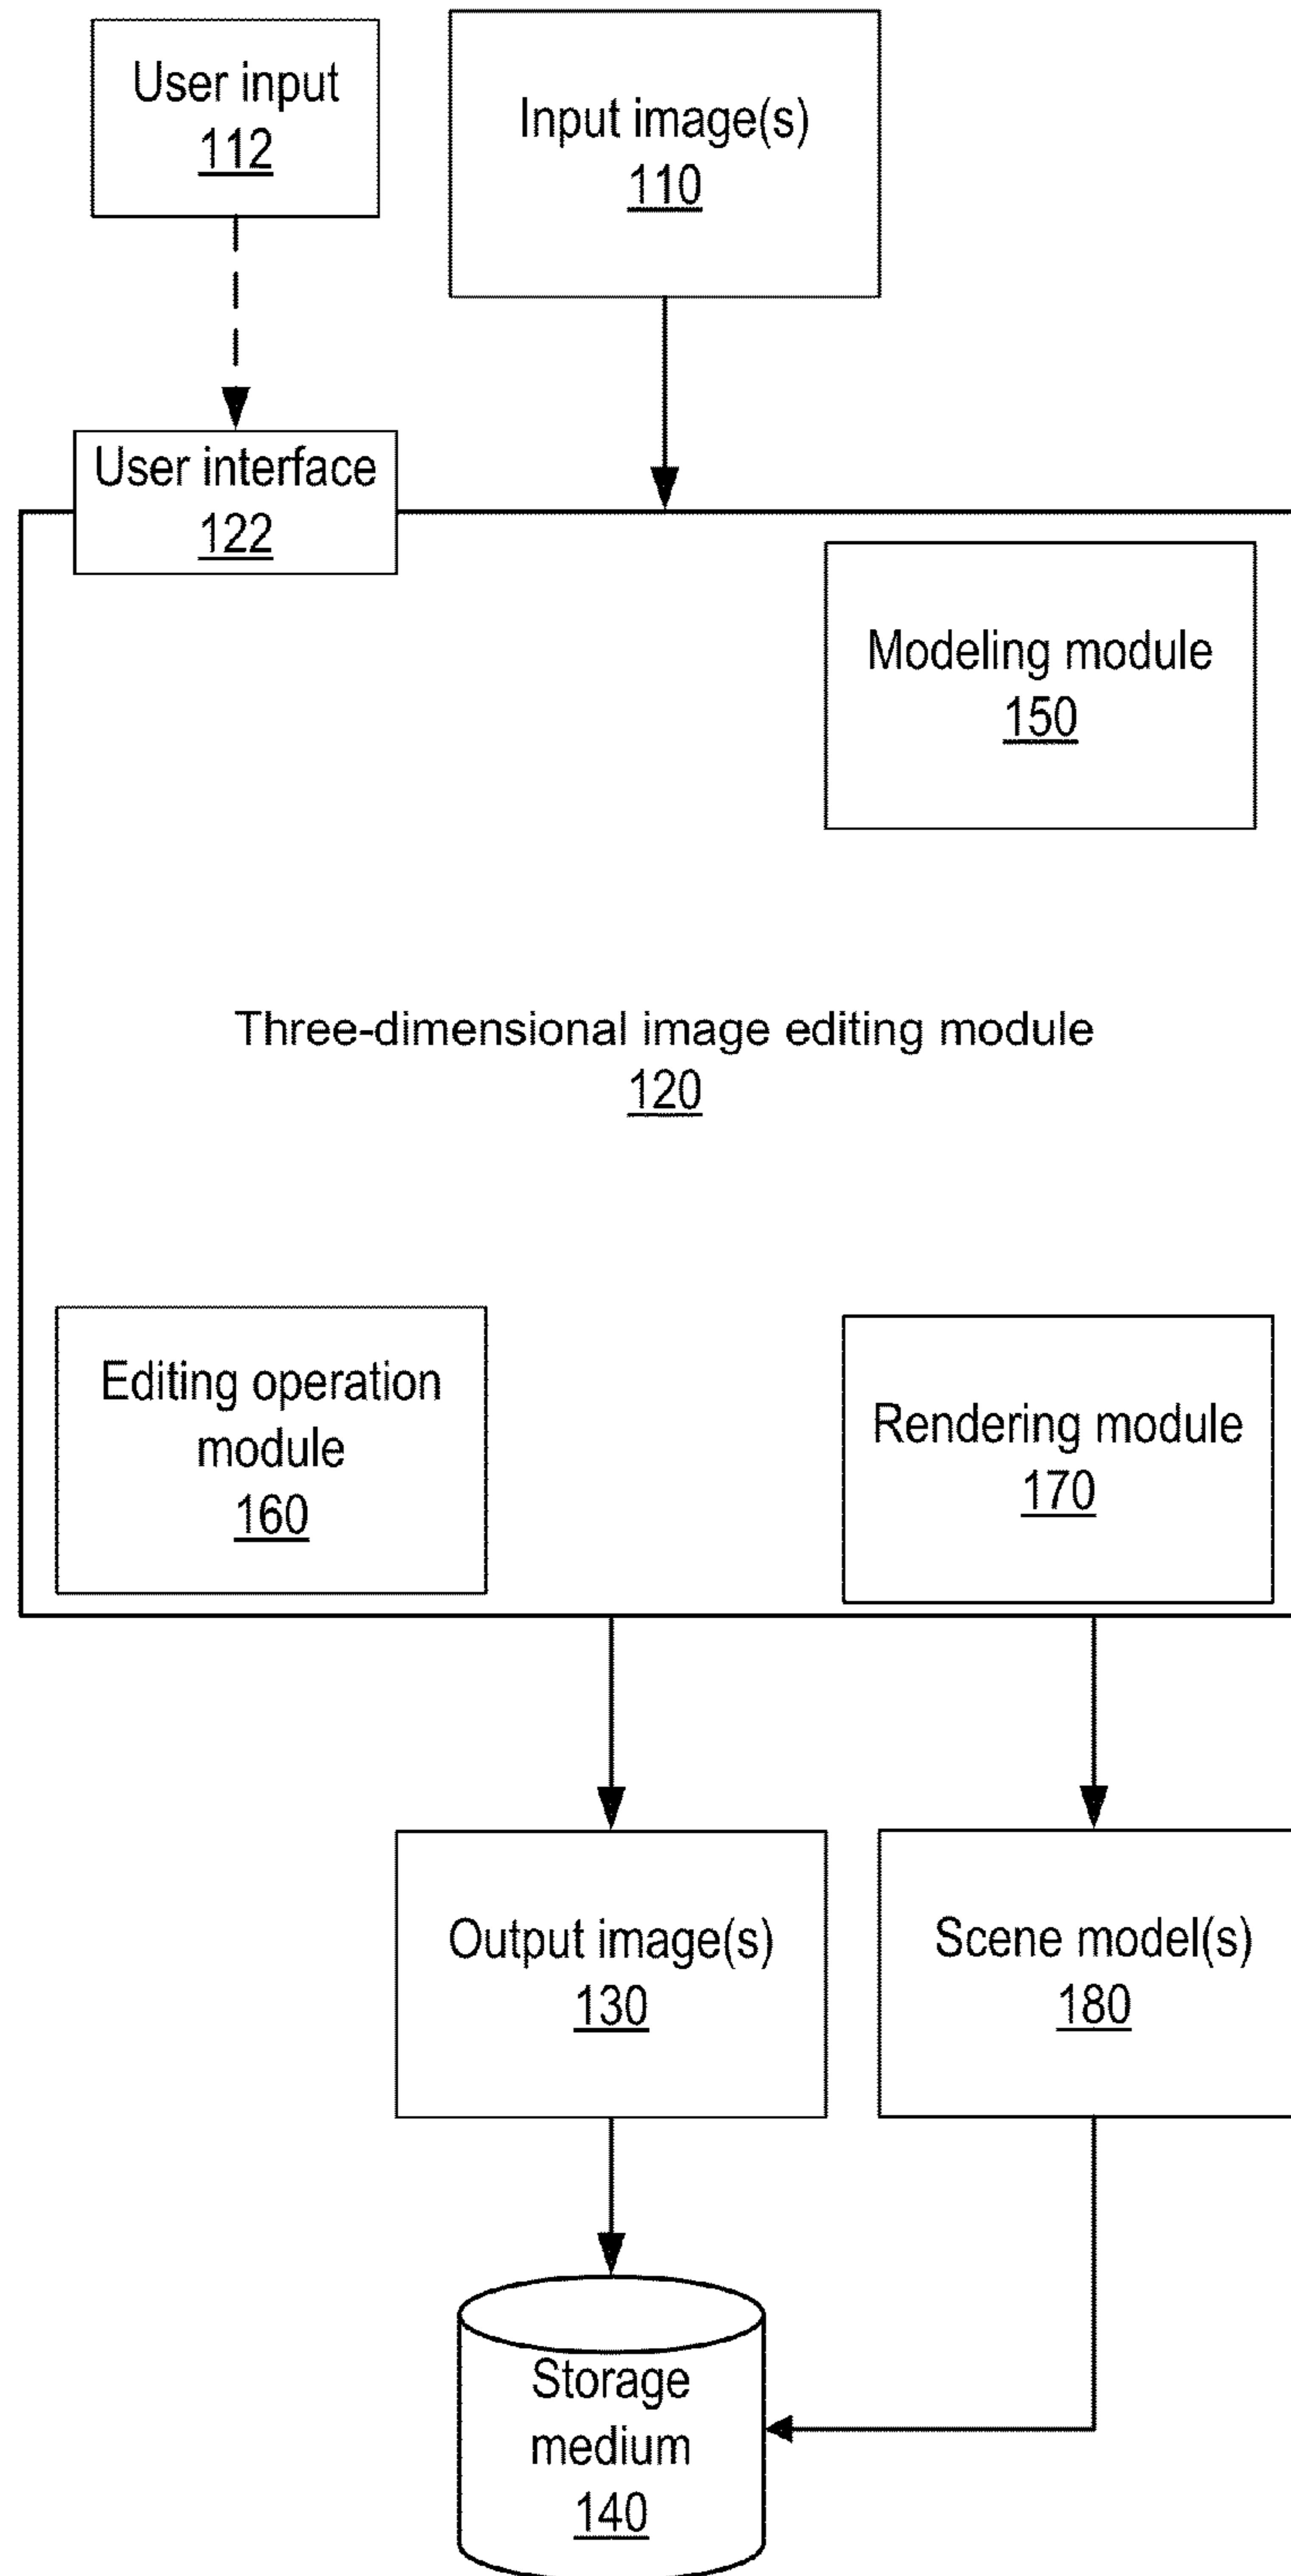 User input
112
Input image(s)
110
User interface
122
Modeling module
150
Three-dimensional image editing module
120
Editing operation
module
160
Rendering module
170
Output image(s)
130
Scene model(s)
180
Storage
medium
140